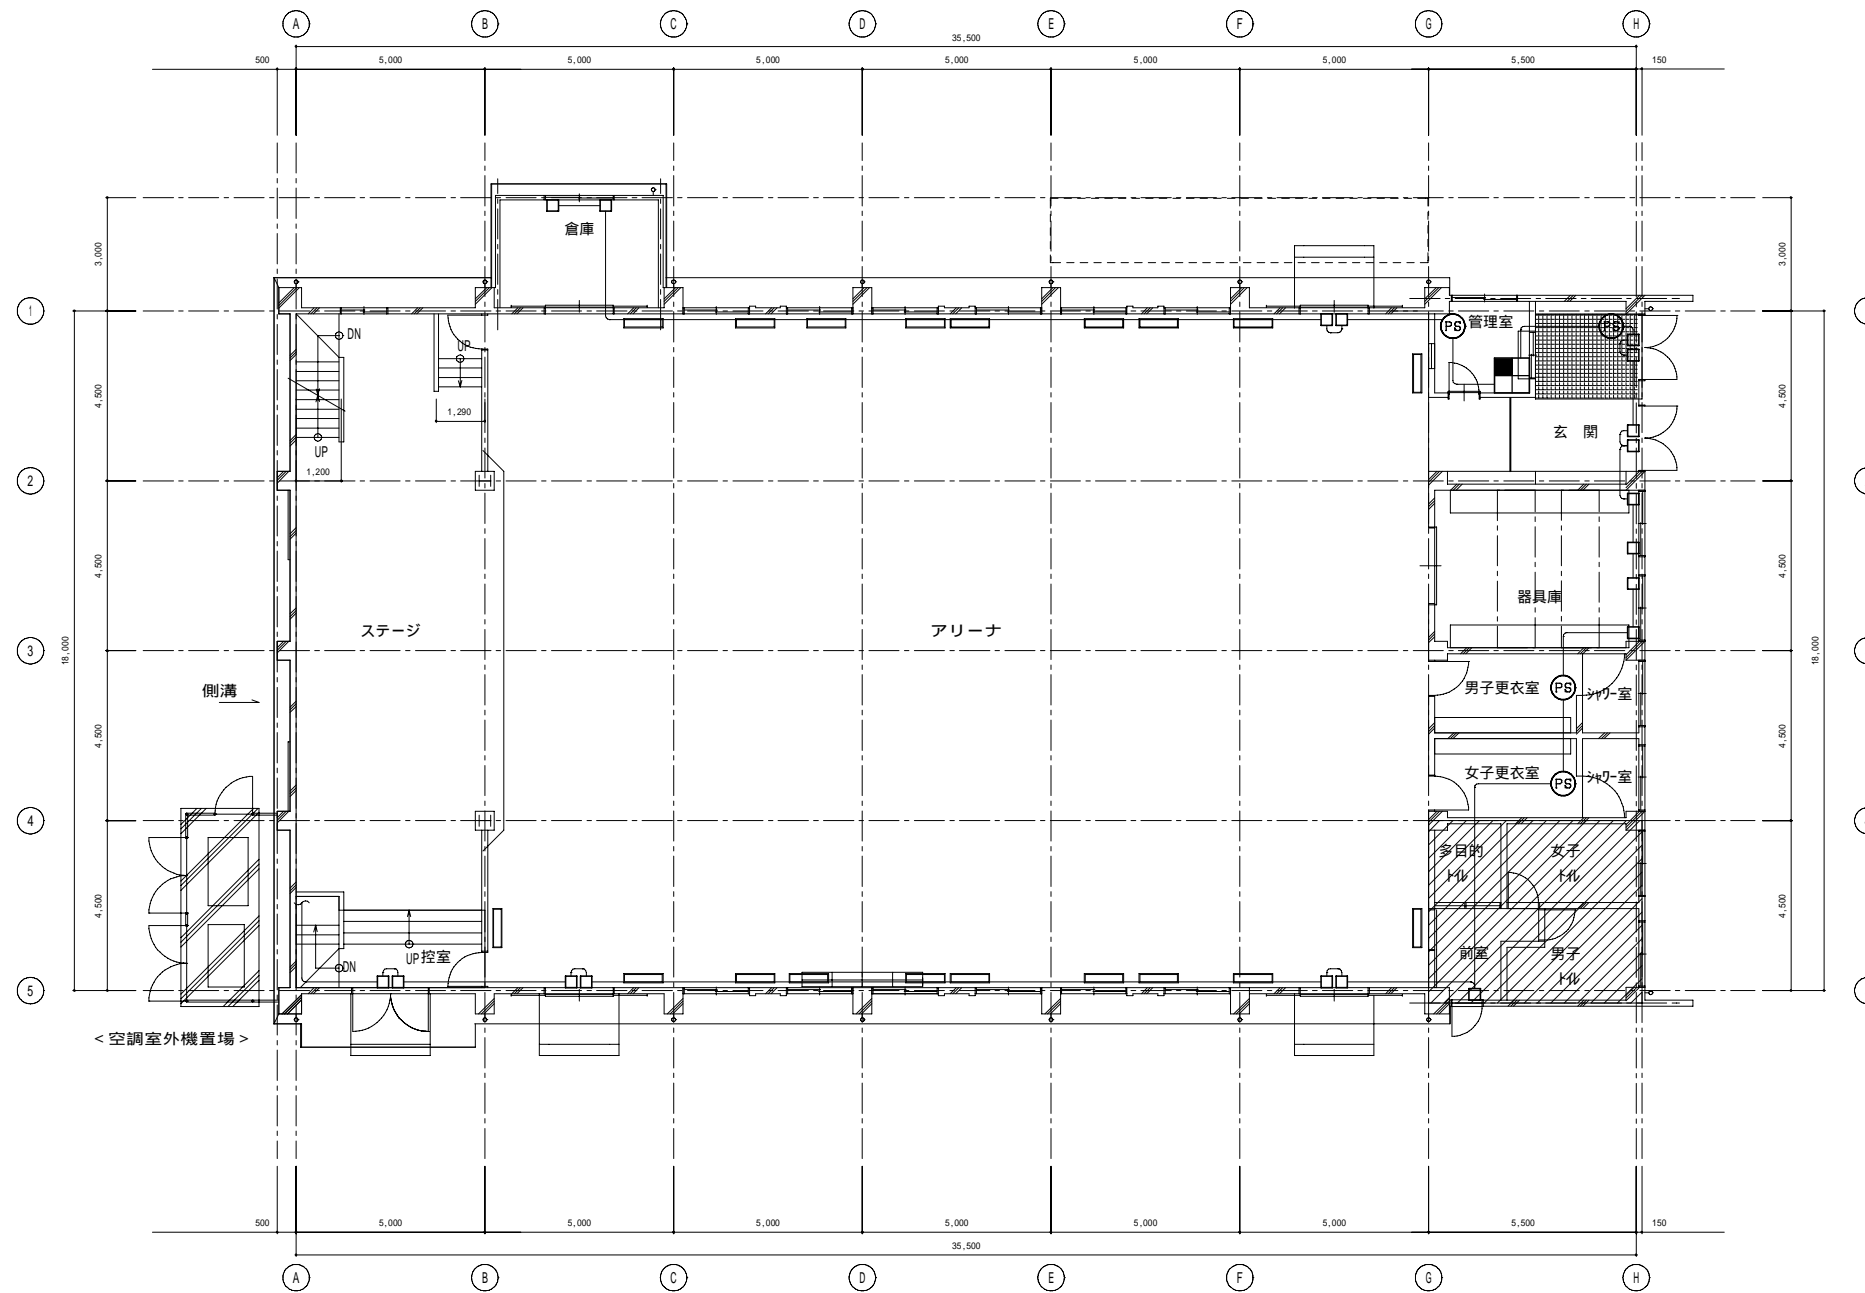 A B C D E F G H
35,500
500 5,000 5,000 5,000 5,000 5,000 5,000 5,500 150
倉庫
3,000 3,000
1
DN UP PS 管理室 PS
4,500 1,290 4,500
UP 玄 関
1,200
2
4,500 4,500
器具庫
ステージ アリーナ
3
18,000 18,000
側溝 男子更衣室 PS シャワー室
4,500 4,500
女子更衣室 PS シャワー室
4
多目的 女子
トイレ トイレ
4,500 4,500
UP 控室 前室 男子
DN トイレ
5
<空調室外機置場>
500 5,000 5,000 5,000 5,000 5,000 5,000 5,500 150
35,500
A B C D E F G H